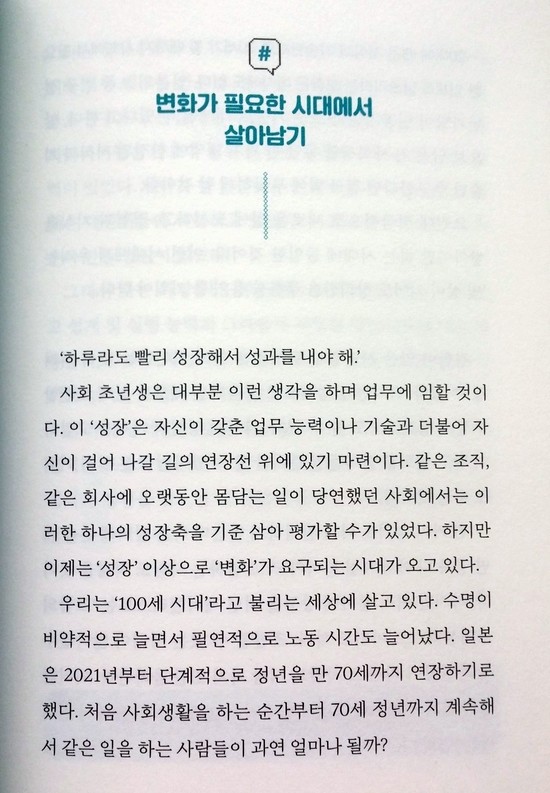 #
변화가 필요한 시대에서
살아남기
‘하루라도 빨리 성장해서 성과를 내야 해.’
사회 초년생은 대부분 이런 생각을 하며 업무에 임할 것이
다. 이 ‘성장’은 자신이 갖춘 업무 능력이나 기술과 더불어 자
신이 걸어 나갈 길의 연장선 위에 있기 마련이다. 같은 조직,
같은 회사에 오랫동안 몸담는 일이 당연했던 사회에서는 이
러한 하나의 성장축을 기준 삼아 평가할 수가 있었다. 하지만
이제는 ‘성장’ 이상으로 ‘변화’가 요구되는 시대가 오고 있다.
우리는 ‘100세 시대’라고 불리는 세상에 살고 있다. 수명이
비약적으로 늘면서 필연적으로 노동 시간도 늘어났다. 일본
은 2021년부터 단계적으로 정년을 만 70세까지 연장하기로
했다. 처음 사회생활을 하는 순간부터 70세 정년까지 계속해
서 같은 일을 하는 사람들이 과연 얼마나 될까?